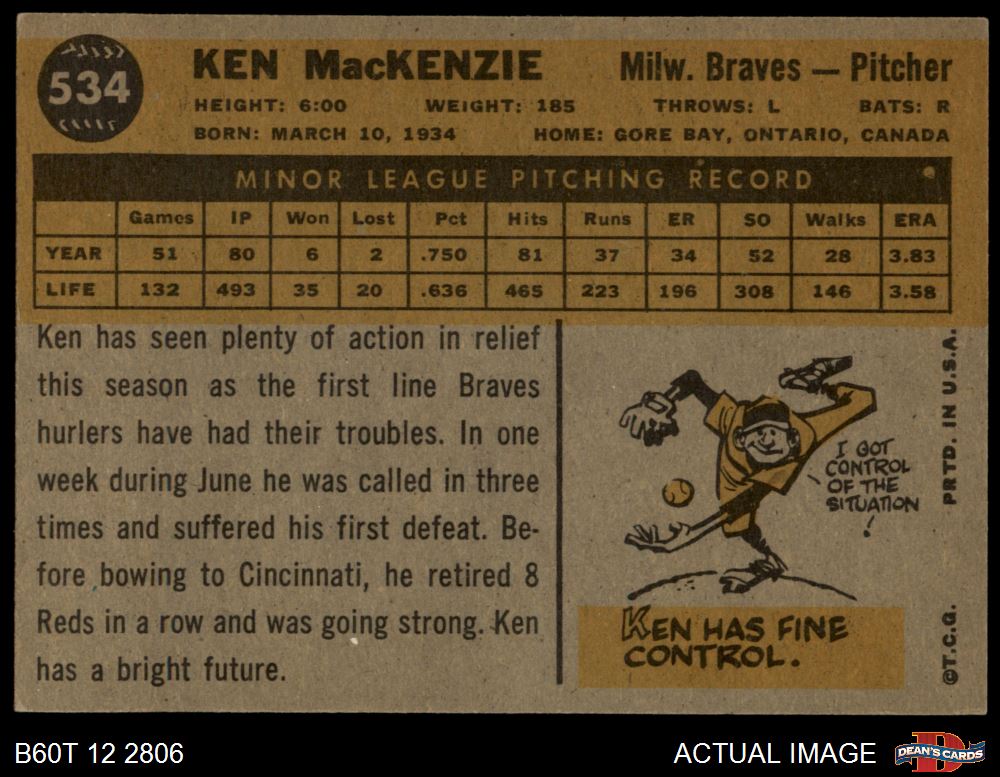 534
KEN MacKENZIE
Milw. Braves — Pitcher
HEIGHT: 6:00 WEIGHT: 185 THROWS: L BATS: R
BORN: MARCH 10, 1934 HOME: GORE BAY, ONTARIO, CANADA
MINOR LEAGUE PITCHING RECORD
Games IP Won Lost Pct Hits Runs ER SO Walks ERA
YEAR 51 80 6 2 .750 81 37 34 52 28 3.83
LIFE 132 493 35 20 .636 465 223 196 308 146 3.58
Ken has seen plenty of action in relief
this season as the first line Braves
hurlers have had their troubles. In one
week during June he was called in three
times and suffered his first defeat. Be-
fore bowing to Cincinnati, he retired 8
Reds in a row and was going strong. Ken
has a bright future.
I GOT
CONTROL
OF THE
SITUATION
!
KEN HAS FINE
CONTROL.
©T.C.G. PRTD. IN U.S.A.
B60T 12 2806
ACTUAL IMAGE
D
DEAN'S CARDS